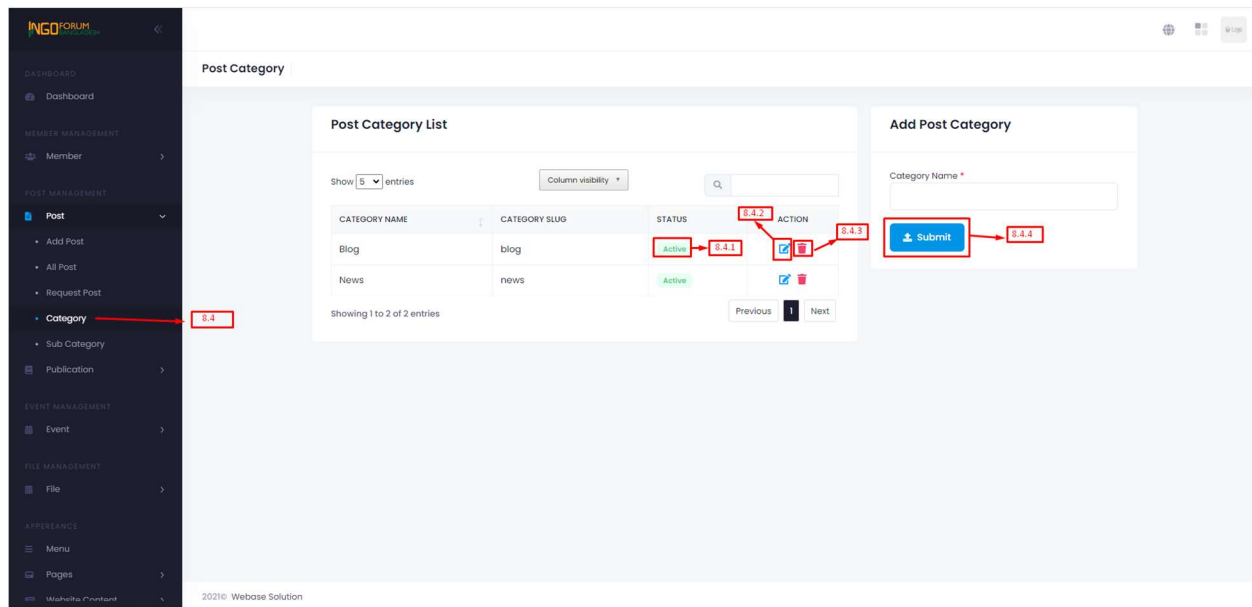 INGO FORUM
BANGLADESH
Post Category
DASHBOARD
Dashboard
MEMBER MANAGEMENT
Member
POST MANAGEMENT
Post
Add Post
All Post
Request Post
Category
8.4
Sub Category
Publication
EVENT MANAGEMENT
Event
FILE MANAGEMENT
File
APPEREANCE
Menu
Pages
Website Content
Post Category List
Show 5 entries
Column visibility
CATEGORY NAME CATEGORY SLUG STATUS ACTION
8.4.2
8.4.3
Blog blog Active
8.4.1
News news Active
Showing 1 to 2 of 2 entries
Previous 1 Next
Add Post Category
Category Name *
Submit
8.4.4
2021© Webase Solution